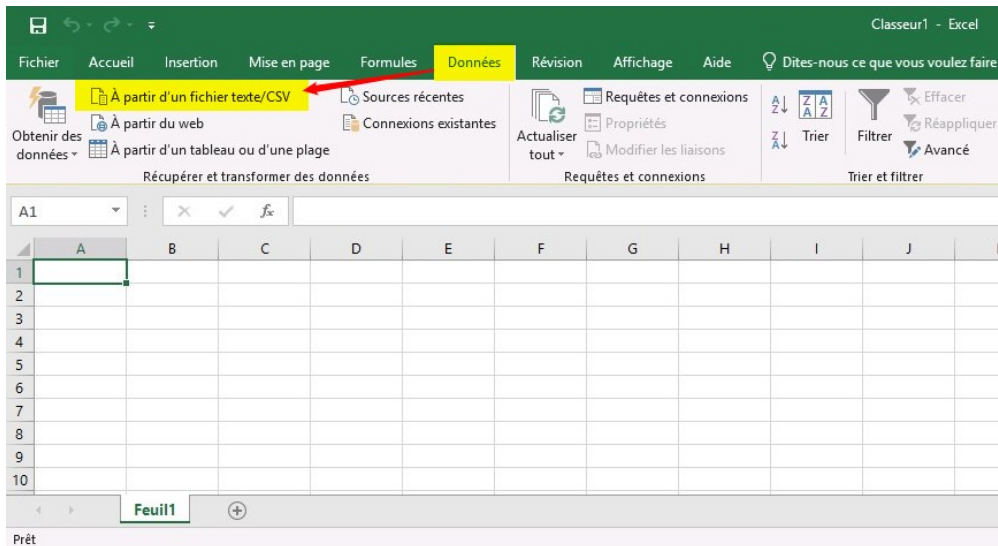 Classeur1 - Excel
Fichier Accueil Insertion Mise en page Formules Données Révision Affichage Aide Dites-nous ce que vous voulez faire
Obtenir des données
À partir d'un fichier texte/CSV
À partir du web
À partir d'un tableau ou d'une plage
Sources récentes
Connexions existantes
Récupérer et transformer des données
Actualiser tout
Requêtes et connexions
Propriétés
Modifier les liaisons
Requêtes et connexions
Trier
Filtrer
Effacer
Réappliquer
Avancé
Trier et filtrer
A1
fx
A B C D E F G H I J
1
2
3
4
5
6
7
8
9
10
Feuil1
Prêt